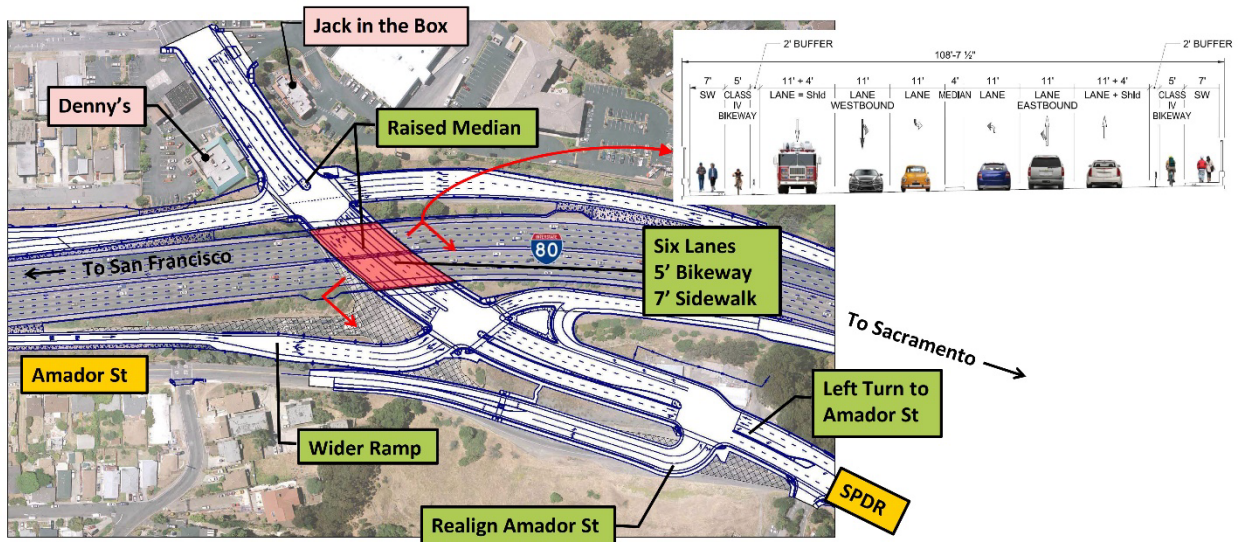 Jack in the Box
Denny's
Raised Median
2' BUFFER
2' BUFFER
108'-7 ½"
7' 5' 11' + 4' 11' 11' 4' 11' 11' 11' + 4' 5' 7'
SW CLASS IV BIKEWAY LANE = Shld LANE LANE MEDIAN LANE LANE LANE + Shld CLASS IV BIKEWAY SW
WESTBOUND EASTBOUND
80
To San Francisco
Six Lanes
5' Bikeway
7' Sidewalk
To Sacramento
Amador St
Left Turn to
Amador St
Wider Ramp
SPDR
Realign Amador St